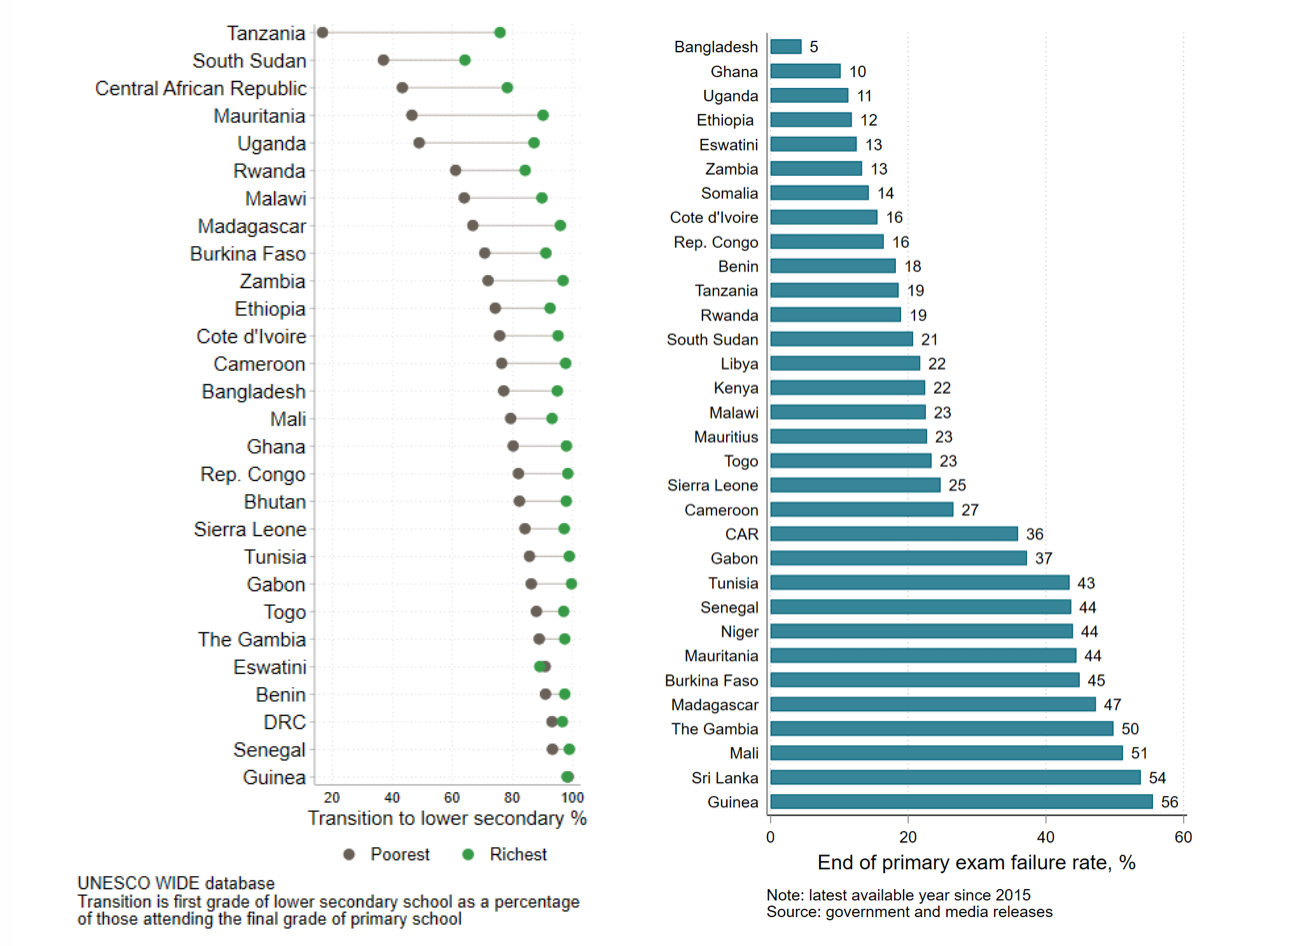 Tanzania
South Sudan
Central African Republic
Mauritania
Uganda
Rwanda
Malawi
Madagascar
Burkina Faso
Zambia
Ethiopia
Cote d'Ivoire
Cameroon
Bangladesh
Mali
Ghana
Rep. Congo
Bhutan
Sierra Leone
Tunisia
Gabon
Togo
The Gambia
Eswatini
Benin
DRC
Senegal
Guinea
20 40 60 80 100
Transition to lower secondary %
Poorest Richest
UNESCO WIDE database
Transition is first grade of lower secondary school as a percentage
of those attending the final grade of primary school
Bangladesh 5
Ghana 10
Uganda 11
Ethiopia 12
Eswatini 13
Zambia 13
Somalia 14
Cote d'Ivoire 16
Rep. Congo 16
Benin 18
Tanzania 19
Rwanda 19
South Sudan 21
Libya 22
Kenya 22
Malawi 23
Mauritius 23
Togo 23
Sierra Leone 25
Cameroon 27
CAR 36
Gabon 37
Tunisia 43
Senegal 44
Niger 44
Mauritania 44
Burkina Faso 45
Madagascar 47
The Gambia 50
Mali 51
Sri Lanka 54
Guinea 56
0 20 40 60
End of primary exam failure rate, %
Note: latest available year since 2015
Source: government and media releases